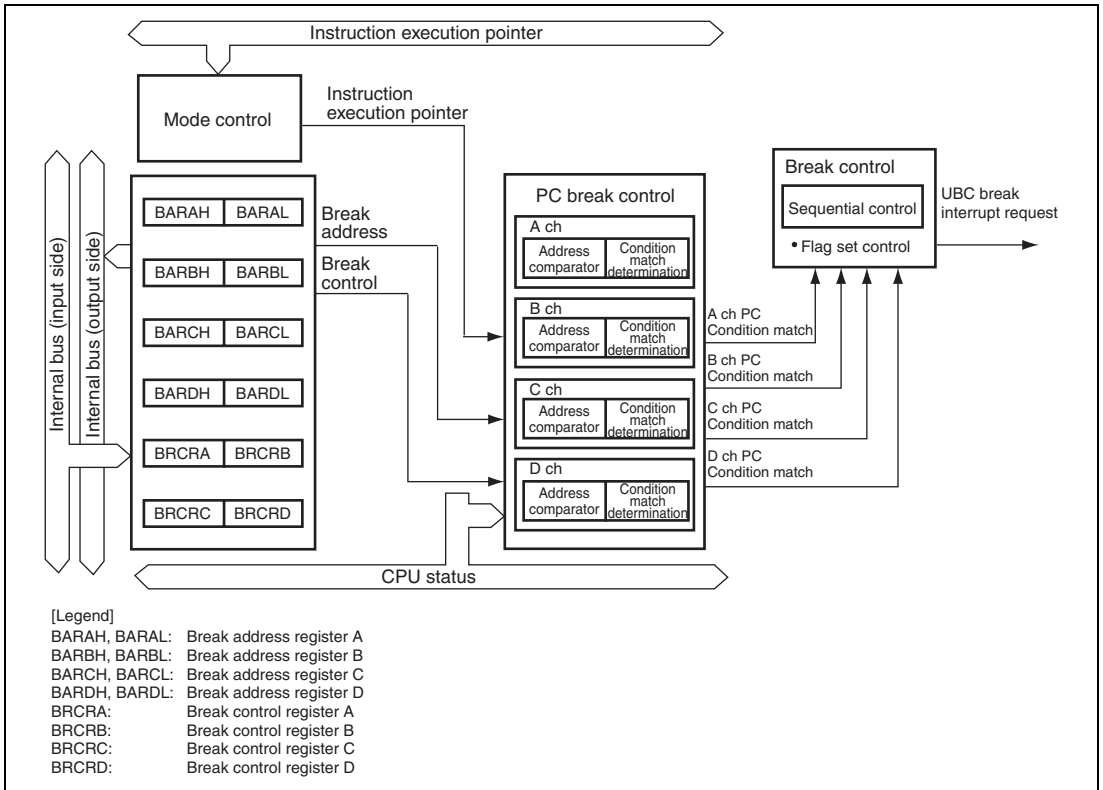 Instruction execution pointer
Mode control
Instruction
execution pointer
Internal bus (input side)
Internal bus (output side)
BARAH BARAL
BARBH BARBL
BARCH BARCL
BARDH BARDL
BRCRA BRCRB
BRCRC BRCRD
Break
address
Break
control
PC break control
A ch
Address
comparator
Condition
match
determination
B ch
Address
comparator
Condition
match
determination
C ch
Address
comparator
Condition
match
determination
D ch
Address
comparator
Condition
match
determination
A ch PC
Condition match
B ch PC
Condition match
C ch PC
Condition match
D ch PC
Condition match
Break control
Sequential control
• Flag set control
UBC break
interrupt request
CPU status
[Legend]
BARAH, BARAL: Break address register A
BARBH, BARBL: Break address register B
BARCH, BARCL: Break address register C
BARDH, BARDL: Break address register D
BRCRA: Break control register A
BRCRB: Break control register B
BRCRC: Break control register C
BRCRD: Break control register D